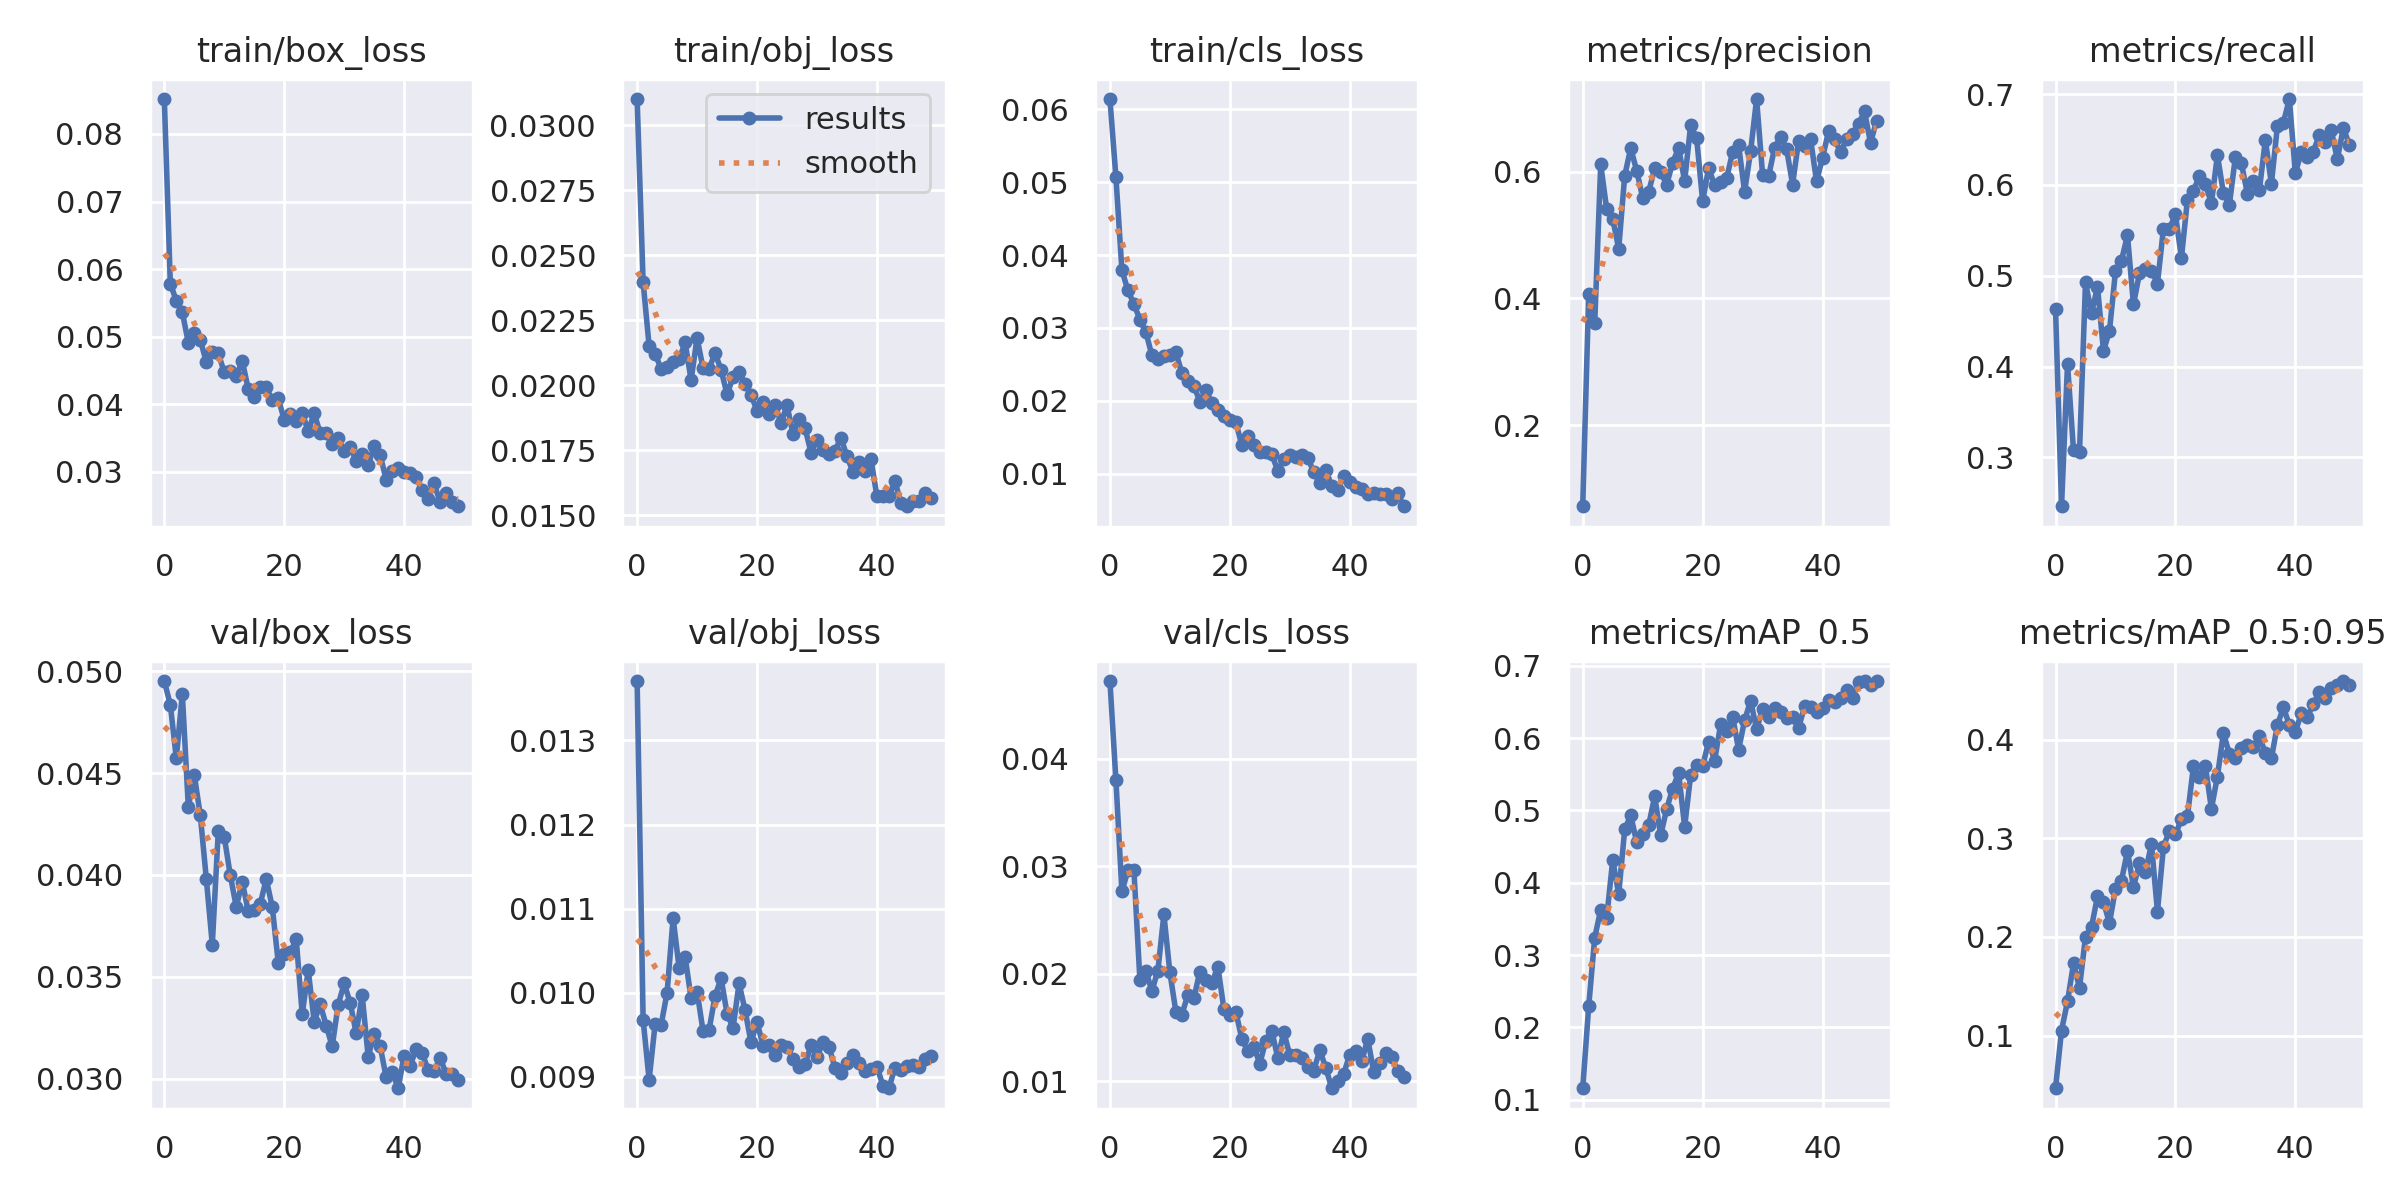 train/box_loss
0.08
0.07
0.06
0.05
0.04
0.03
0 20 40
train/obj_loss
results
smooth
0.0300
0.0275
0.0250
0.0225
0.0200
0.0175
0.0150
0 20 40
train/cls_loss
0.06
0.05
0.04
0.03
0.02
0.01
0 20 40
metrics/precision
0.6
0.4
0.2
0 20 40
metrics/recall
0.7
0.6
0.5
0.4
0.3
0 20 40
val/box_loss
0.050
0.045
0.040
0.035
0.030
0 20 40
val/obj_loss
0.013
0.012
0.011
0.010
0.009
0 20 40
val/cls_loss
0.04
0.03
0.02
0.01
0 20 40
metrics/mAP_0.5
0.7
0.6
0.5
0.4
0.3
0.2
0.1
0 20 40
metrics/mAP_0.5:0.95
0.4
0.3
0.2
0.1
0 20 40